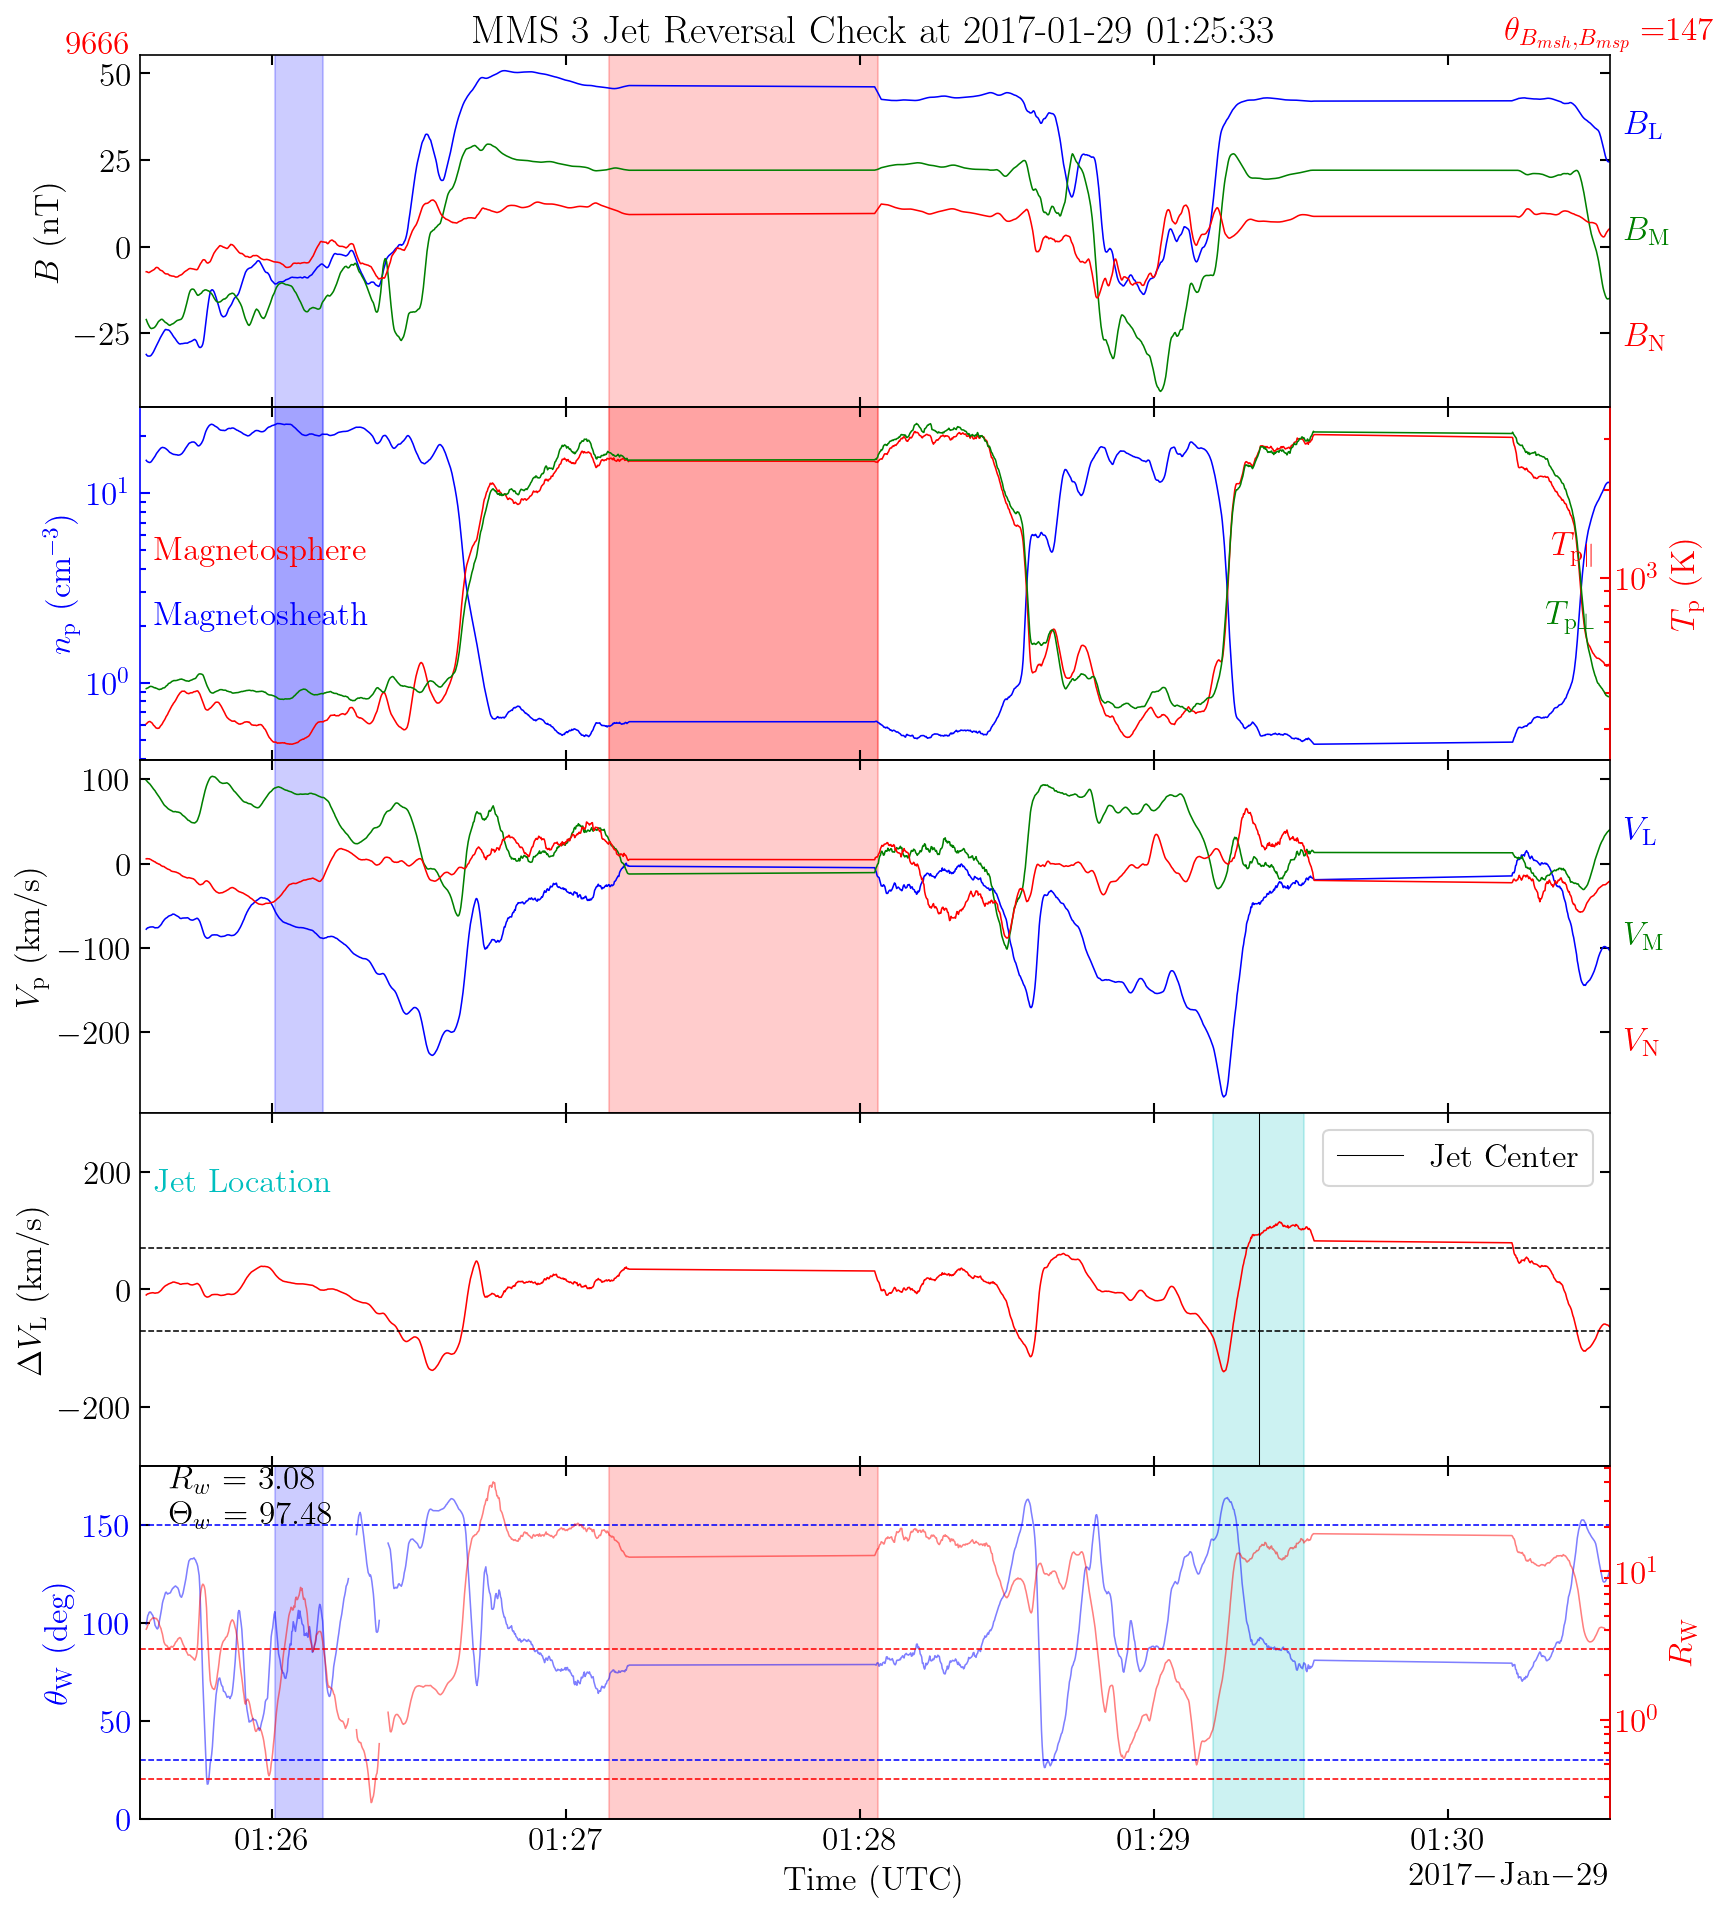 MMS 3 Jet Reversal Check at 2017-01-29 01:25:33
9666
θ_{B_{msh},B_{msp}} =147
50
25
0
−25
B (nT)
B_L
B_M
B_N
10^1
10^0
n_p (cm^{−3})
Magnetosphere
Magnetosheath
T_{p∥}
T_{p⊥}
10^3
T_p (K)
100
0
−100
−200
V_p (km/s)
V_L
V_M
V_N
200
0
−200
ΔV_L (km/s)
Jet Location
Jet Center
R_w = 3.08
Θ_w = 97.48
150
100
50
0
θ_W (deg)
10^1
10^0
R_W
01:26
01:27
01:28
01:29
01:30
Time (UTC)
2017−Jan−29